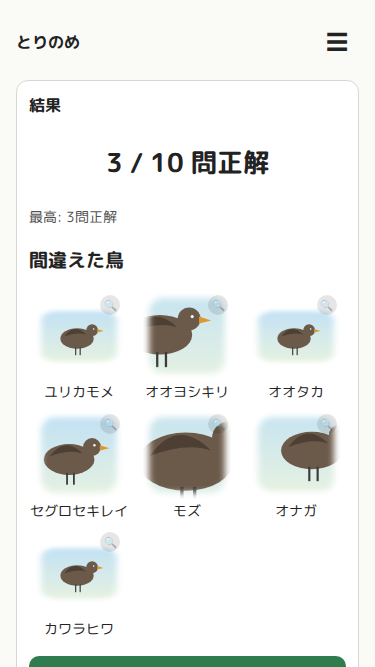 とりのめ
結果
3 / 10 問正解
最高: 3問正解
間違えた鳥
ユリカモメ
オオヨシキリ
オオタカ
セグロセキレイ
モズ
オナガ
カワラヒワ